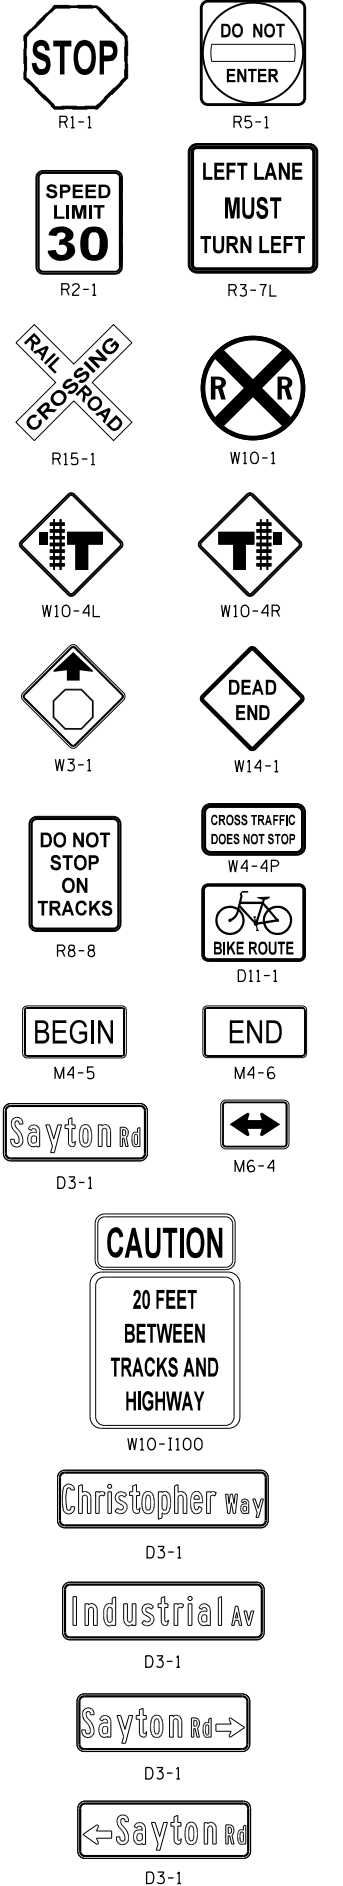 STOP
R1-1
DO NOT
ENTER
R5-1
SPEED
LIMIT
30
R2-1
LEFT LANE
MUST
TURN LEFT
R3-7L
RAIL
CROSSING
ROAD
R15-1
R R
W10-1
W10-4L
W10-4R
W3-1
DEAD
END
W14-1
DO NOT
STOP
ON
TRACKS
R8-8
CROSS TRAFFIC
DOES NOT STOP
W4-4P
BIKE ROUTE
D11-1
BEGIN
M4-5
END
M4-6
Sayton Rd
D3-1
M6-4
CAUTION
20 FEET
BETWEEN
TRACKS AND
HIGHWAY
W10-I100
Christopher Way
D3-1
Industrial Av
D3-1
Sayton Rd
D3-1
Sayton Rd
D3-1